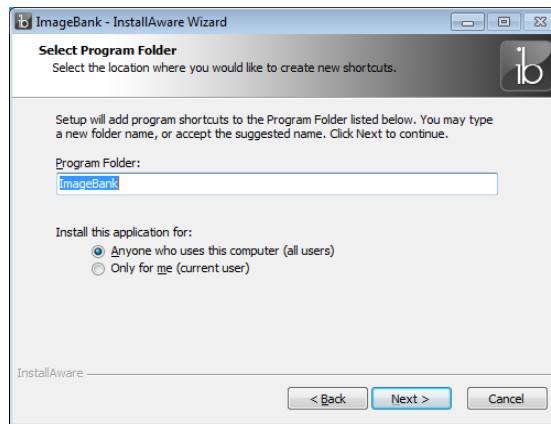 ImageBank - InstallAware Wizard
Select Program Folder
Select the location where you would like to create new shortcuts.
ib
Setup will add program shortcuts to the Program Folder listed below. You may type
a new folder name, or accept the suggested name. Click Next to continue.
Program Folder:
ImageBank
Install this application for:
Anyone who uses this computer (all users)
Only for me (current user)
InstallAware
< Back
Next >
Cancel